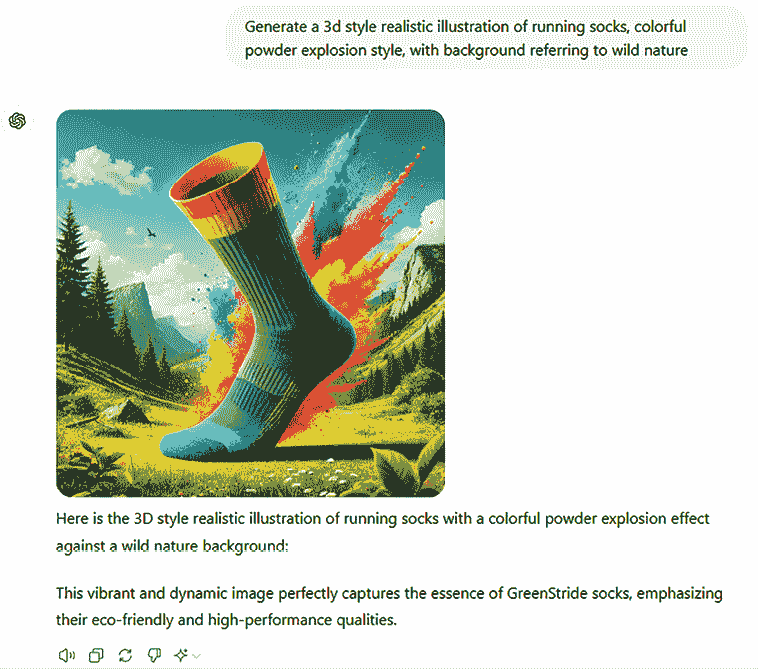 Generate a 3d style realistic illustration of running socks, colorful
powder explosion style, with background referring to wild nature
Here is the 3D style realistic illustration of running socks with a colorful powder explosion effect
against a wild nature background:
This vibrant and dynamic image perfectly captures the essence of GreenStride socks, emphasizing
their eco-friendly and high-performance qualities.